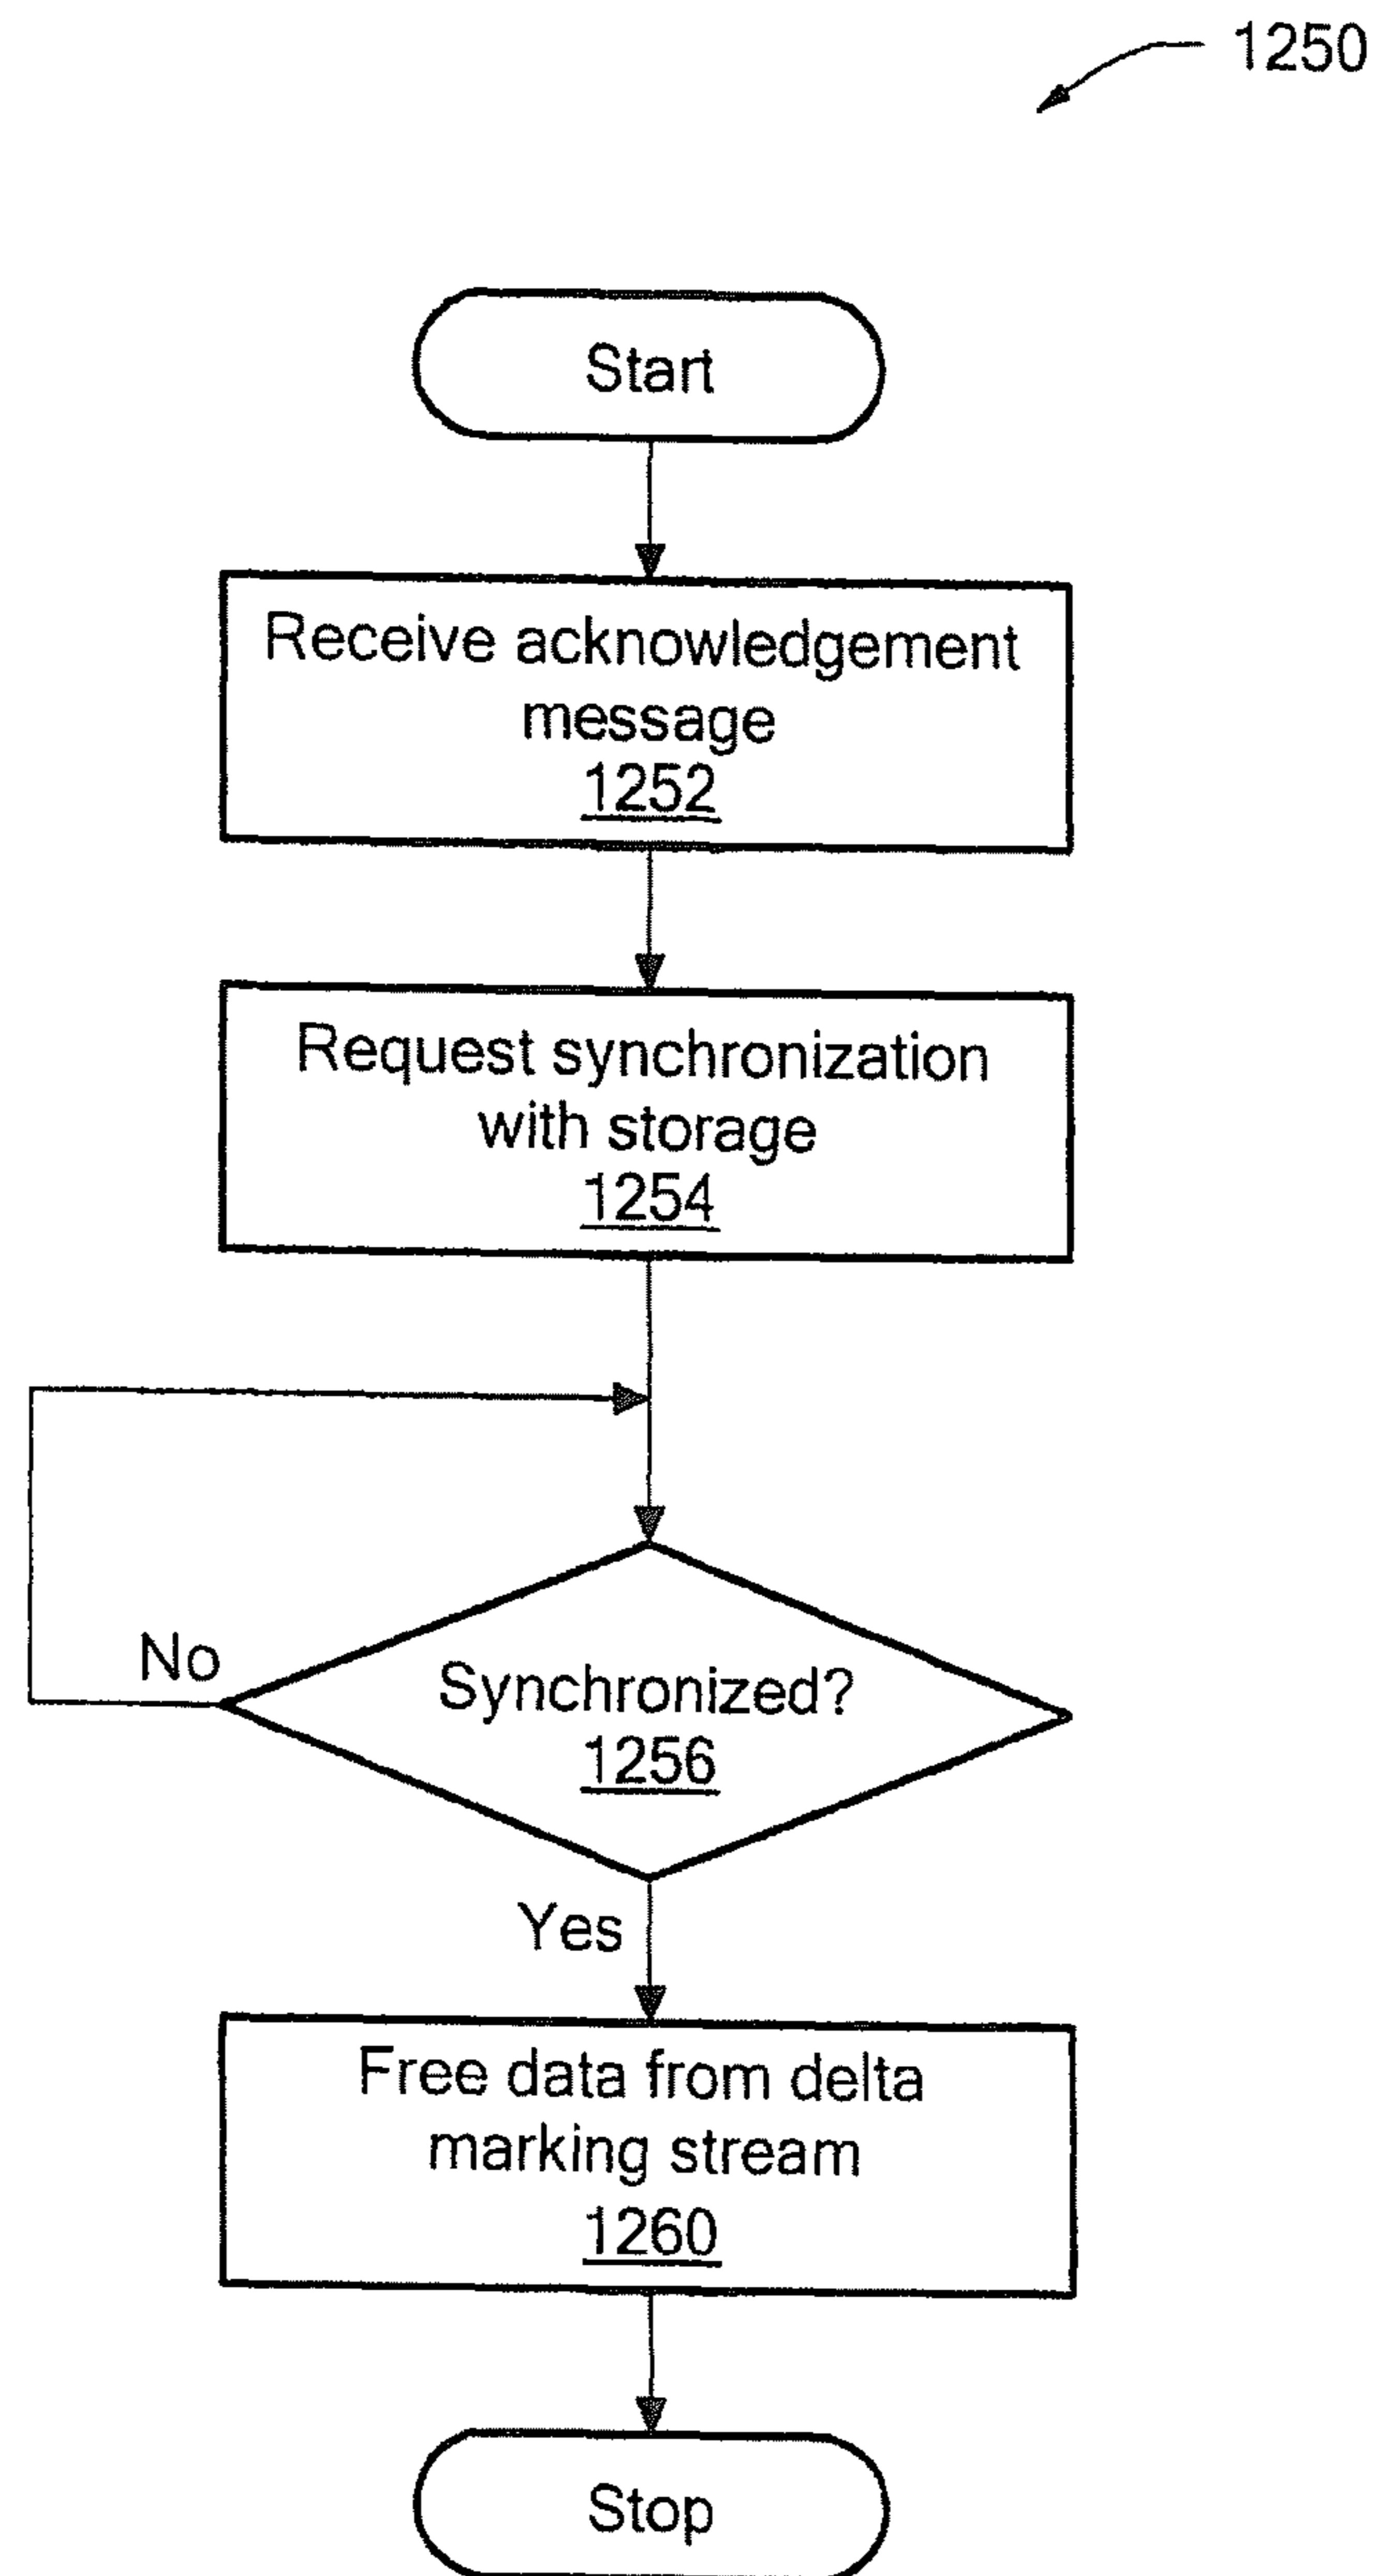 1250
Start
Receive acknowledgement
message
1252
Request synchronization
with storage
1254
No
Synchronized?
1256
Yes
Free data from delta
marking stream
1260
Stop